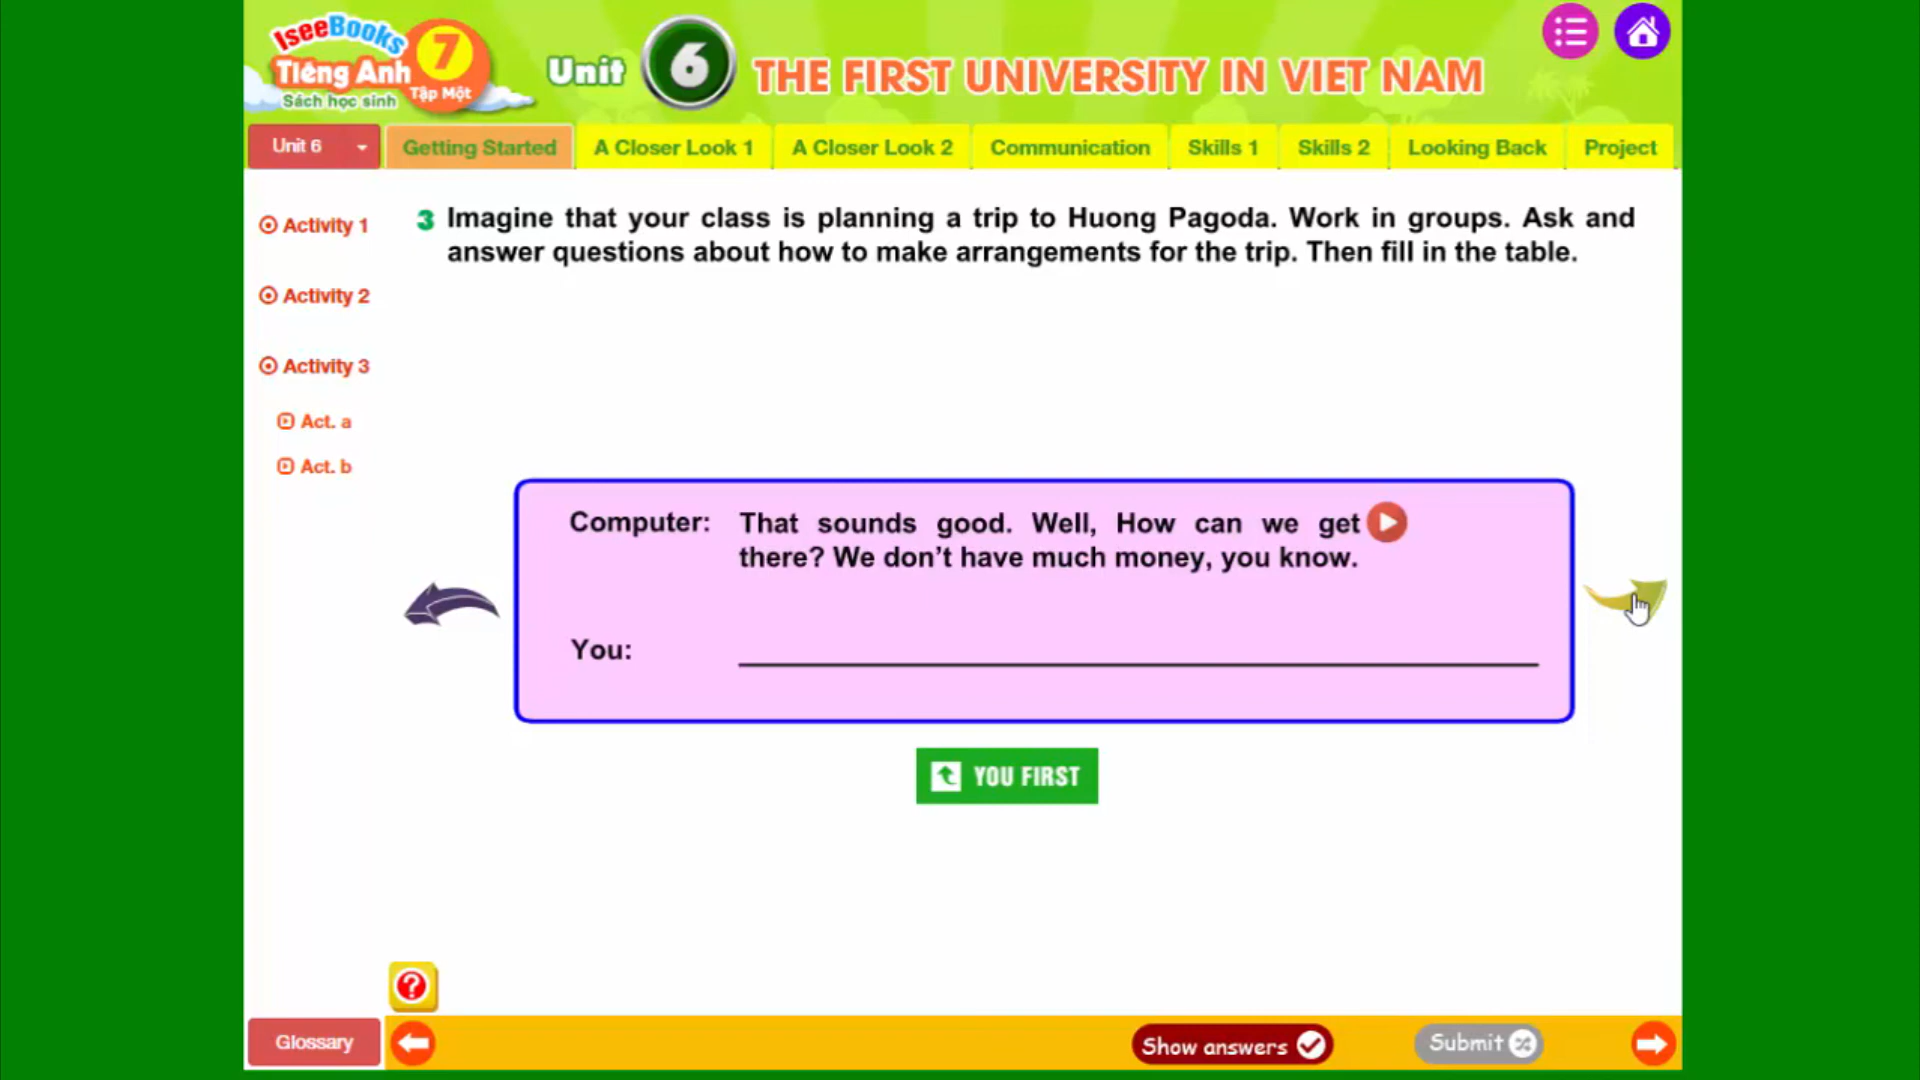 IseeBooks
Tiếng Anh 7
Tập Một
Sách học sinh
Unit 6 THE FIRST UNIVERSITY IN VIET NAM
Unit 6 Getting Started A Closer Look 1 A Closer Look 2 Communication Skills 1 Skills 2 Looking Back Project
Activity 1
Activity 2
Activity 3
Act. a
Act. b
3 Imagine that your class is planning a trip to Huong Pagoda. Work in groups. Ask and
answer questions about how to make arrangements for the trip. Then fill in the table.
Computer: That sounds good. Well, How can we get
there? We don't have much money, you know.
You:
YOU FIRST
?
Glossary Show answers Submit